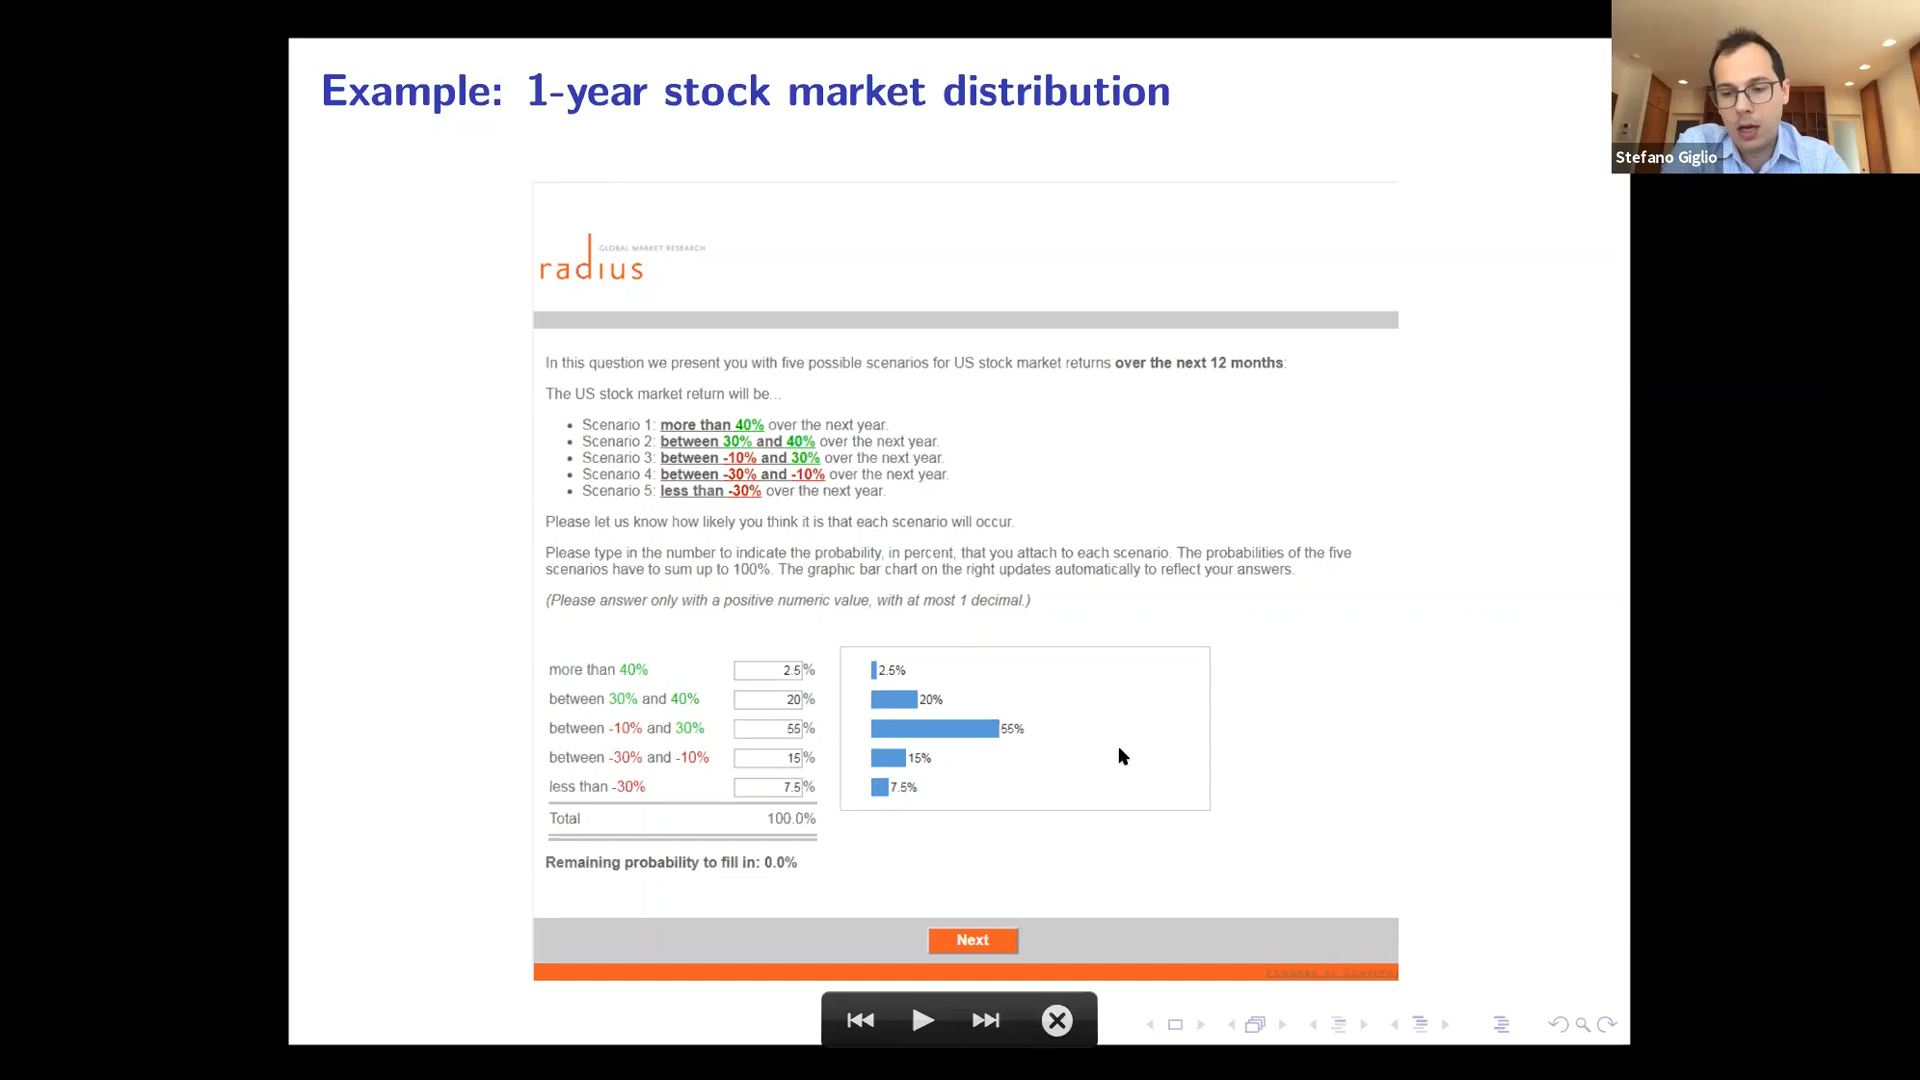 Example: 1-year stock market distribution
Stefano Giglio
GLOBAL MARKET RESEARCH
radius
In this question we present you with five possible scenarios for US stock market returns over the next 12 months:
The US stock market return will be...
• Scenario 1: more than 40% over the next year.
• Scenario 2: between 30% and 40% over the next year.
• Scenario 3: between -10% and 30% over the next year.
• Scenario 4: between -30% and -10% over the next year.
• Scenario 5: less than -30% over the next year.
Please let us know how likely you think it is that each scenario will occur.
Please type in the number to indicate the probability, in percent, that you attach to each scenario. The probabilities of the five
scenarios have to sum up to 100%. The graphic bar chart on the right updates automatically to reflect your answers.
(Please answer only with a positive numeric value, with at most 1 decimal.)
more than 40% 2.5% 2.5%
between 30% and 40% 20% 20%
between -10% and 30% 55% 55%
between -30% and -10% 15% 15%
less than -30% 7.5% 7.5%
Total 100.0%
Remaining probability to fill in: 0.0%
Next